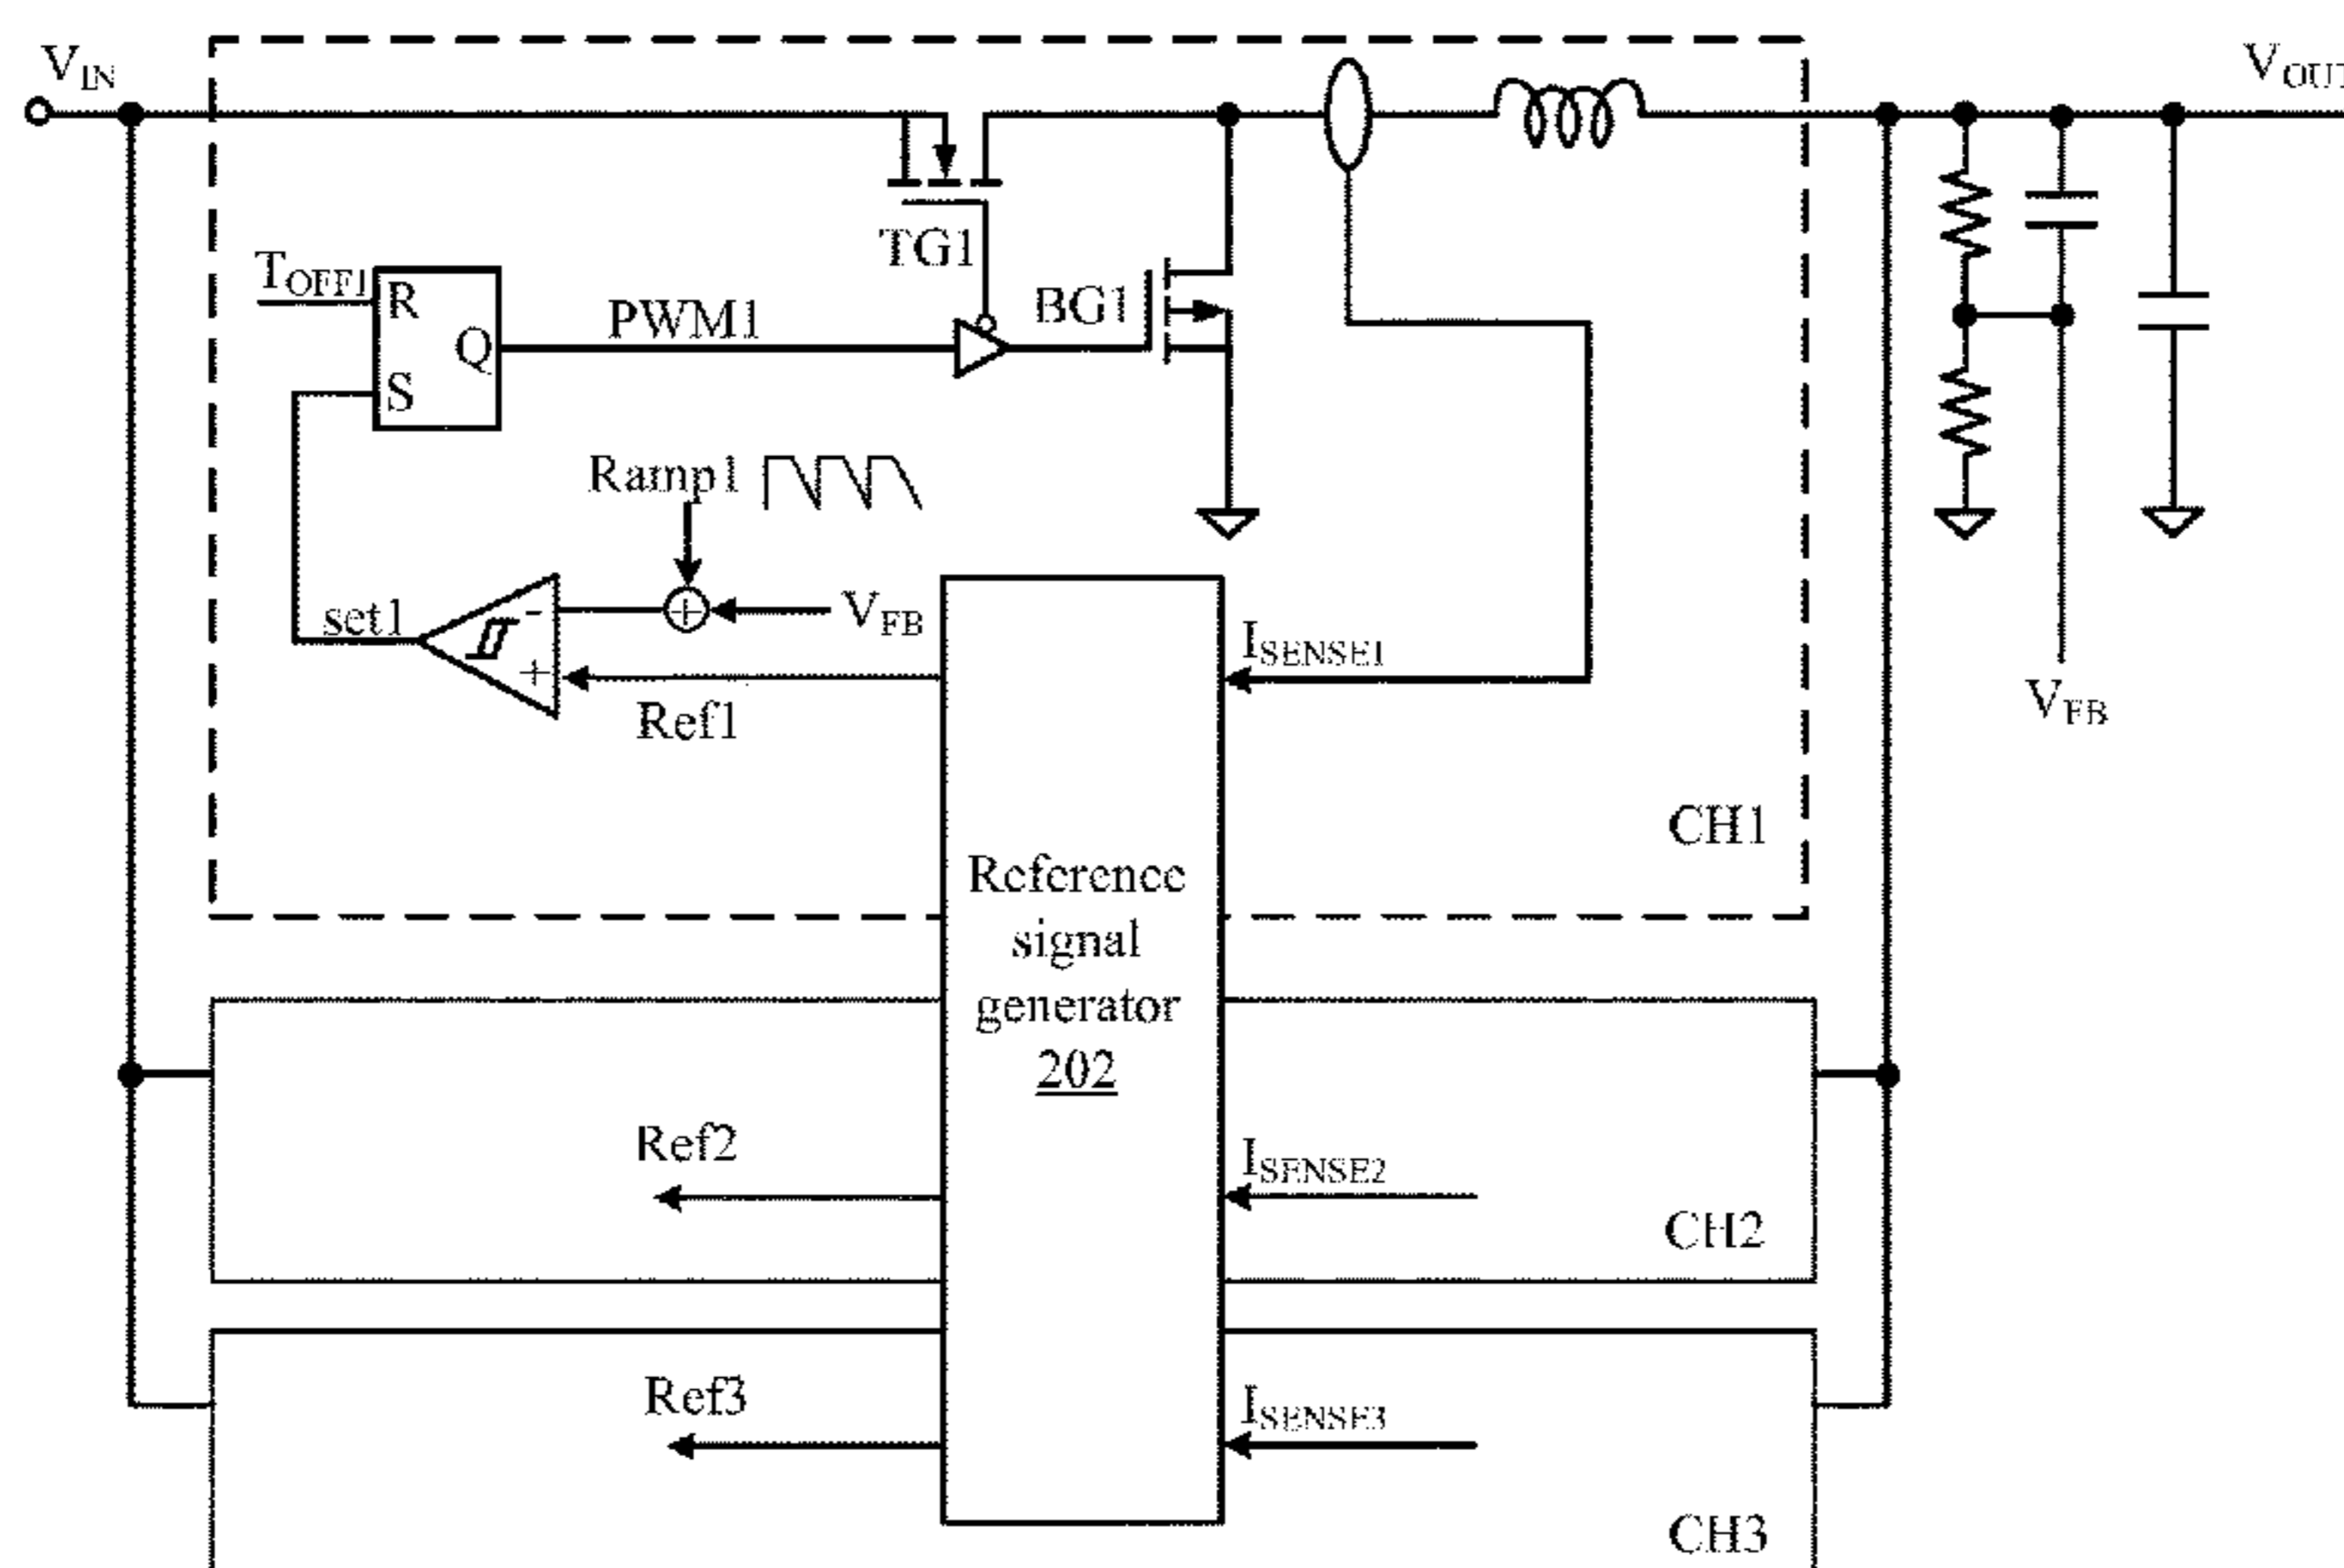 VIN
VOUT
TG1
TOFF1
R
PWM1
BG1
Q
S
Ramp1
set1
-
+
VFB
ISENSE1
+
Ref1
VFB
CH1
Reference
signal
generator
202
Ref2
ISENSE2
CH2
Ref3
ISENSE3
CH3